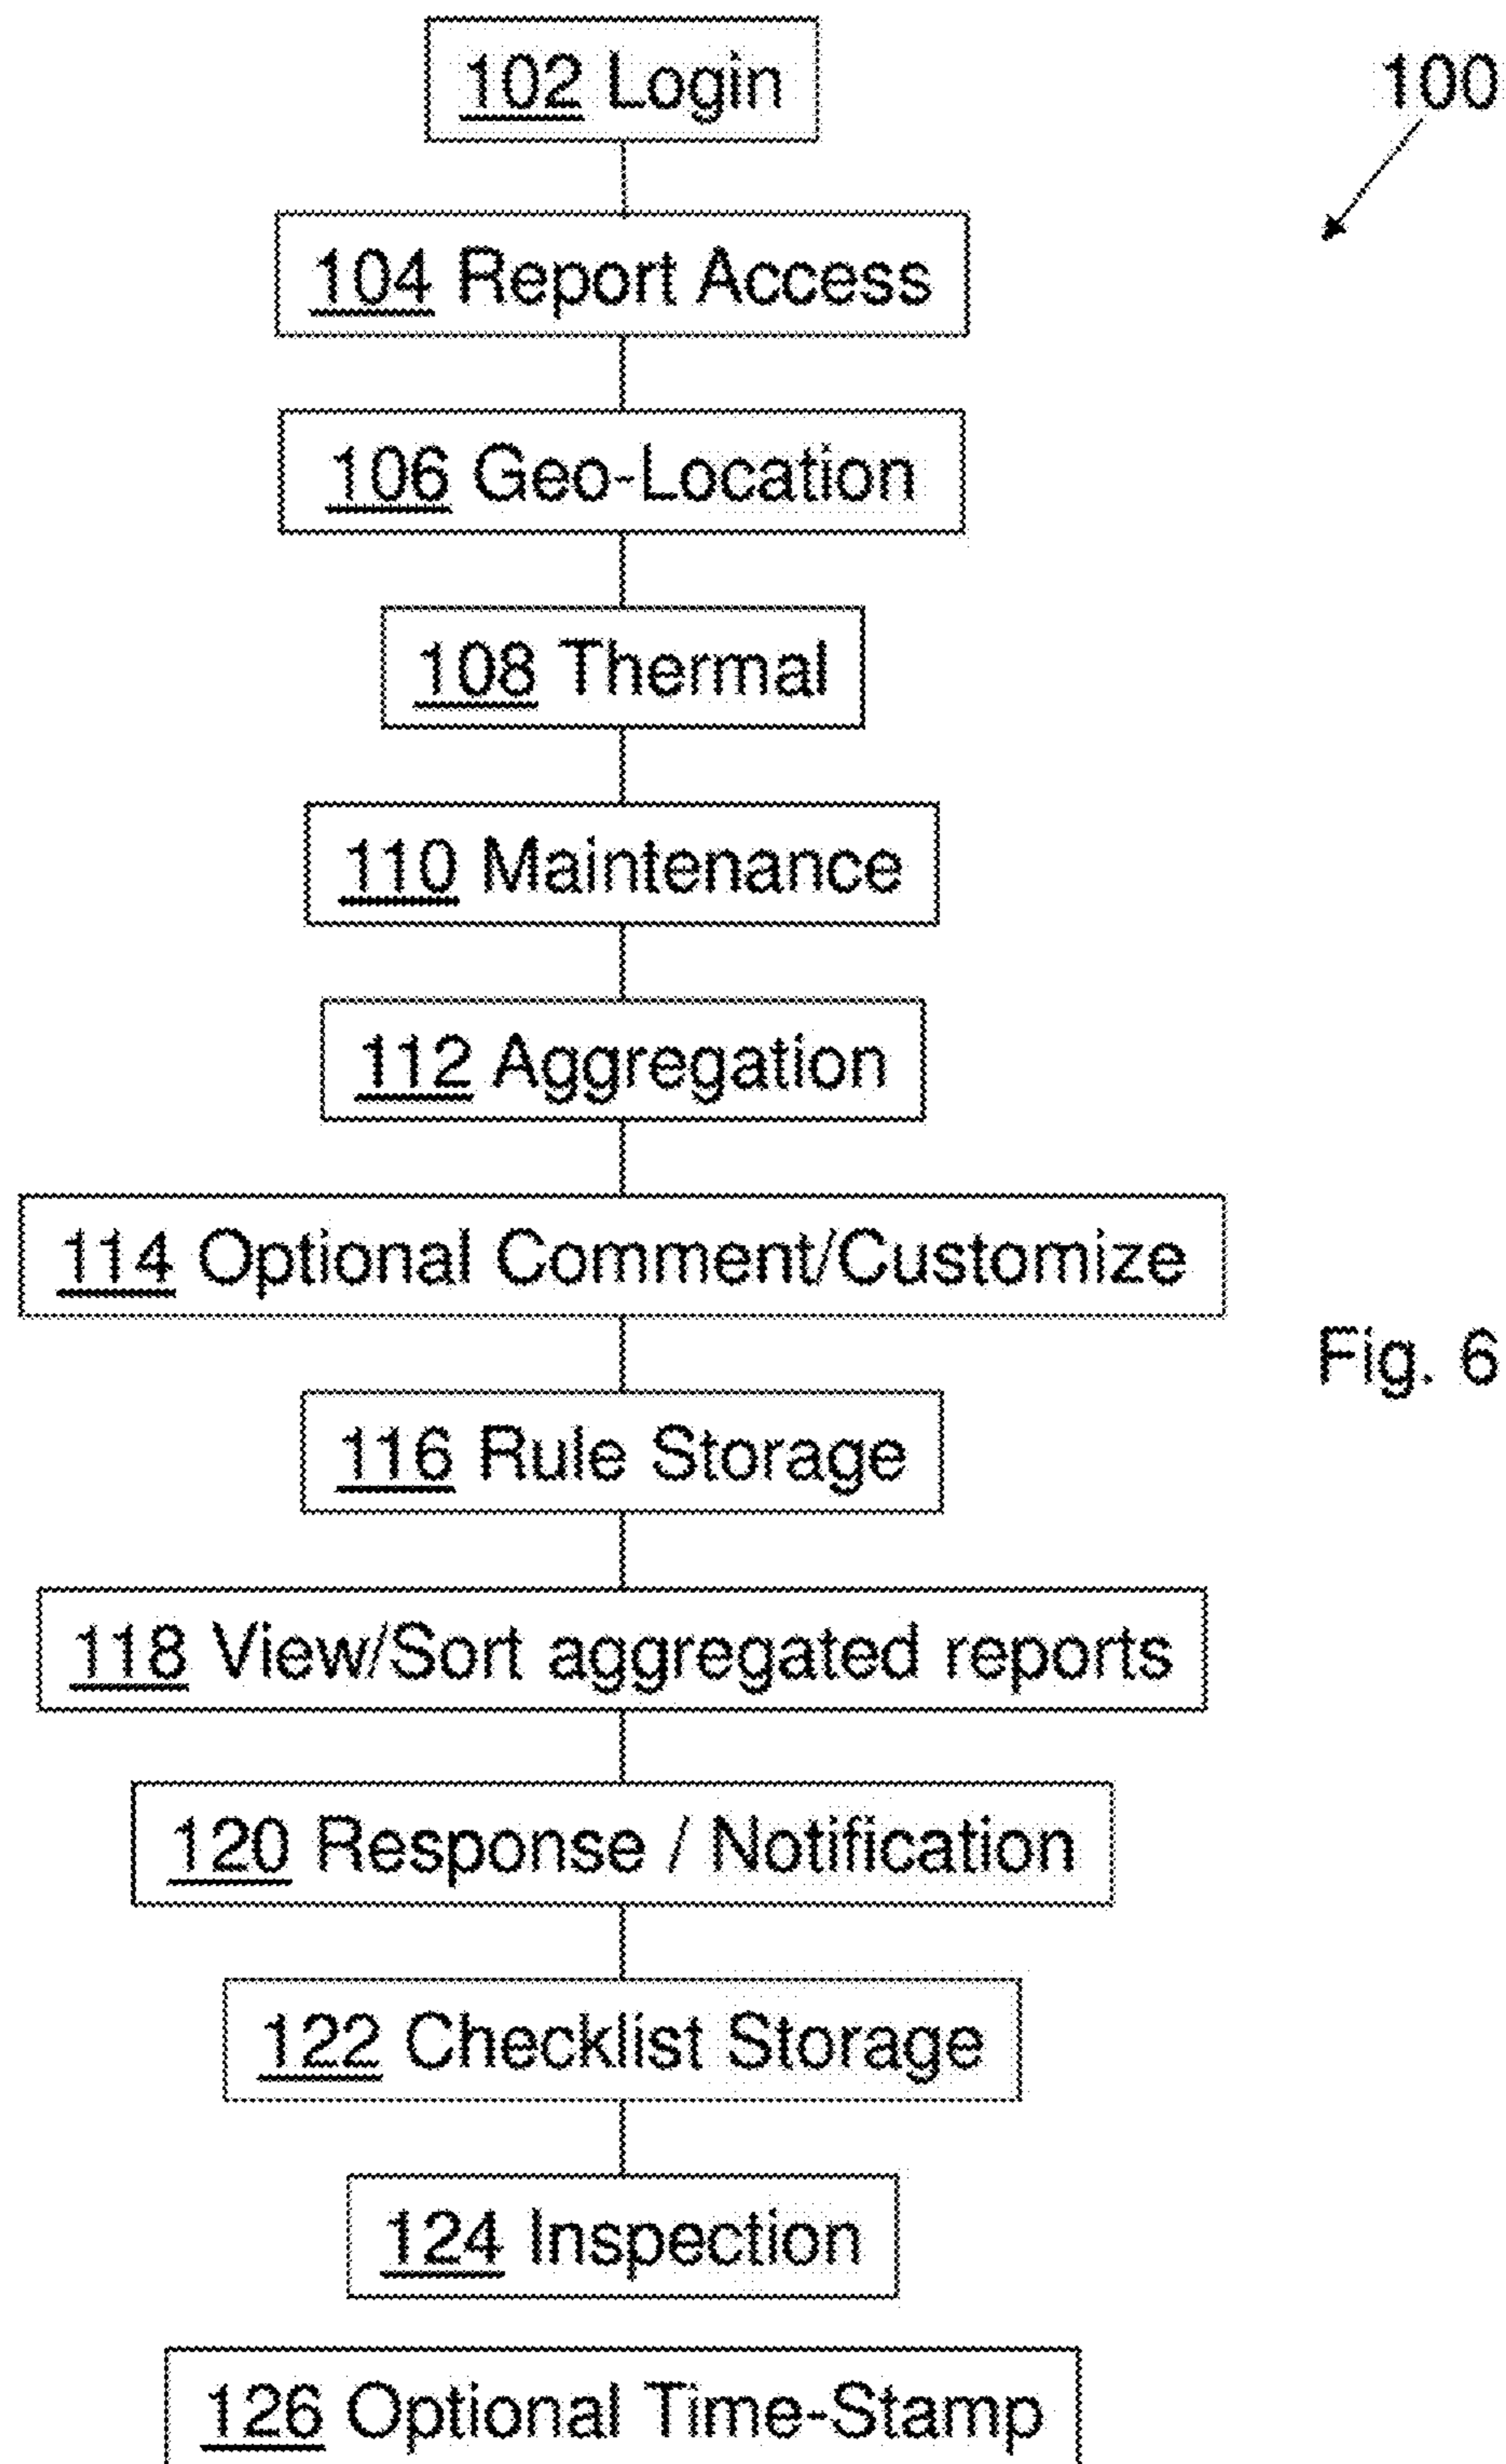 102 Login
100
104 Report Access
106 Geo-Location
108 Thermal
110 Maintenance
112 Aggregation
114 Optional Comment/Customize
Fig. 6
116 Rule Storage
118 View/Sort aggregated reports
120 Response / Notification
122 Checklist Storage
124 Inspection
126 Optional Time-Stamp